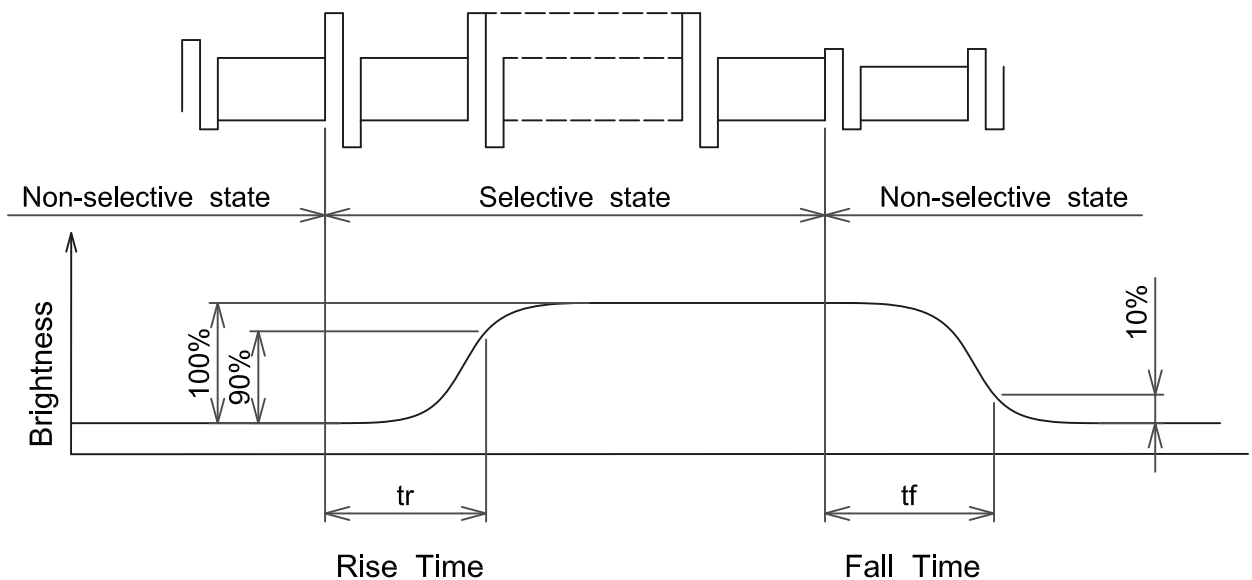 Non-selective state
Selective state
Non-selective state
Brightness
100%
90%
10%
tr
tf
Rise Time
Fall Time